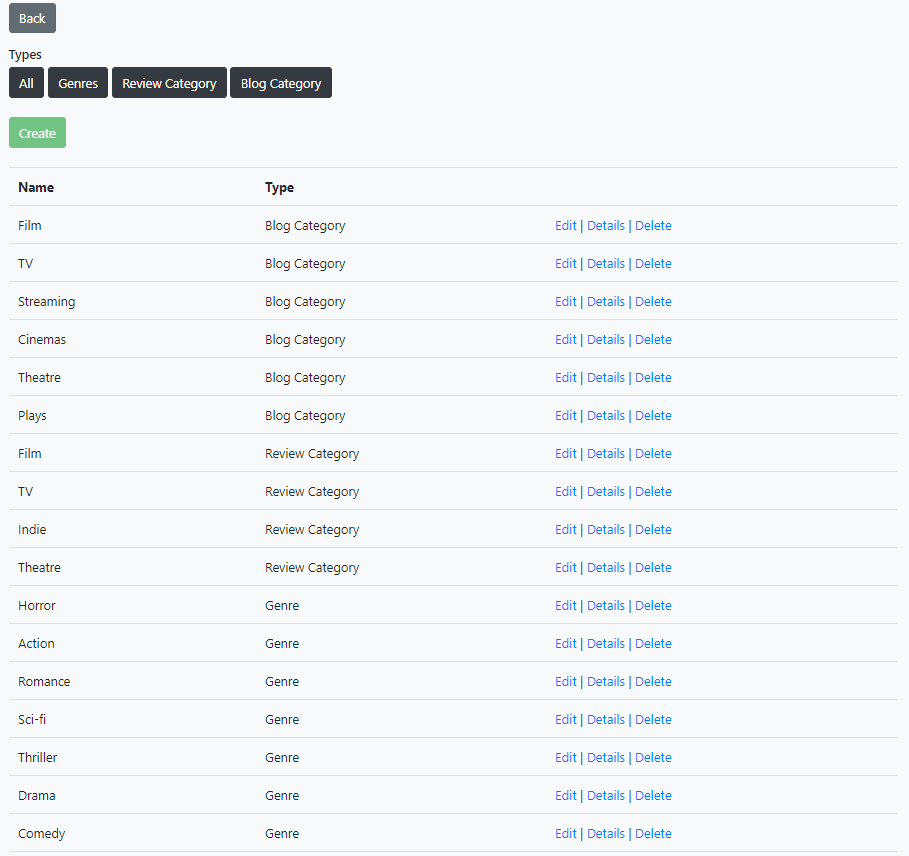 Back
Types
All Genres Review Category Blog Category
Create
Name Type
Film Blog Category Edit | Details | Delete
TV Blog Category Edit | Details | Delete
Streaming Blog Category Edit | Details | Delete
Cinemas Blog Category Edit | Details | Delete
Theatre Blog Category Edit | Details | Delete
Plays Blog Category Edit | Details | Delete
Film Review Category Edit | Details | Delete
TV Review Category Edit | Details | Delete
Indie Review Category Edit | Details | Delete
Theatre Review Category Edit | Details | Delete
Horror Genre Edit | Details | Delete
Action Genre Edit | Details | Delete
Romance Genre Edit | Details | Delete
Sci-fi Genre Edit | Details | Delete
Thriller Genre Edit | Details | Delete
Drama Genre Edit | Details | Delete
Comedy Genre Edit | Details | Delete